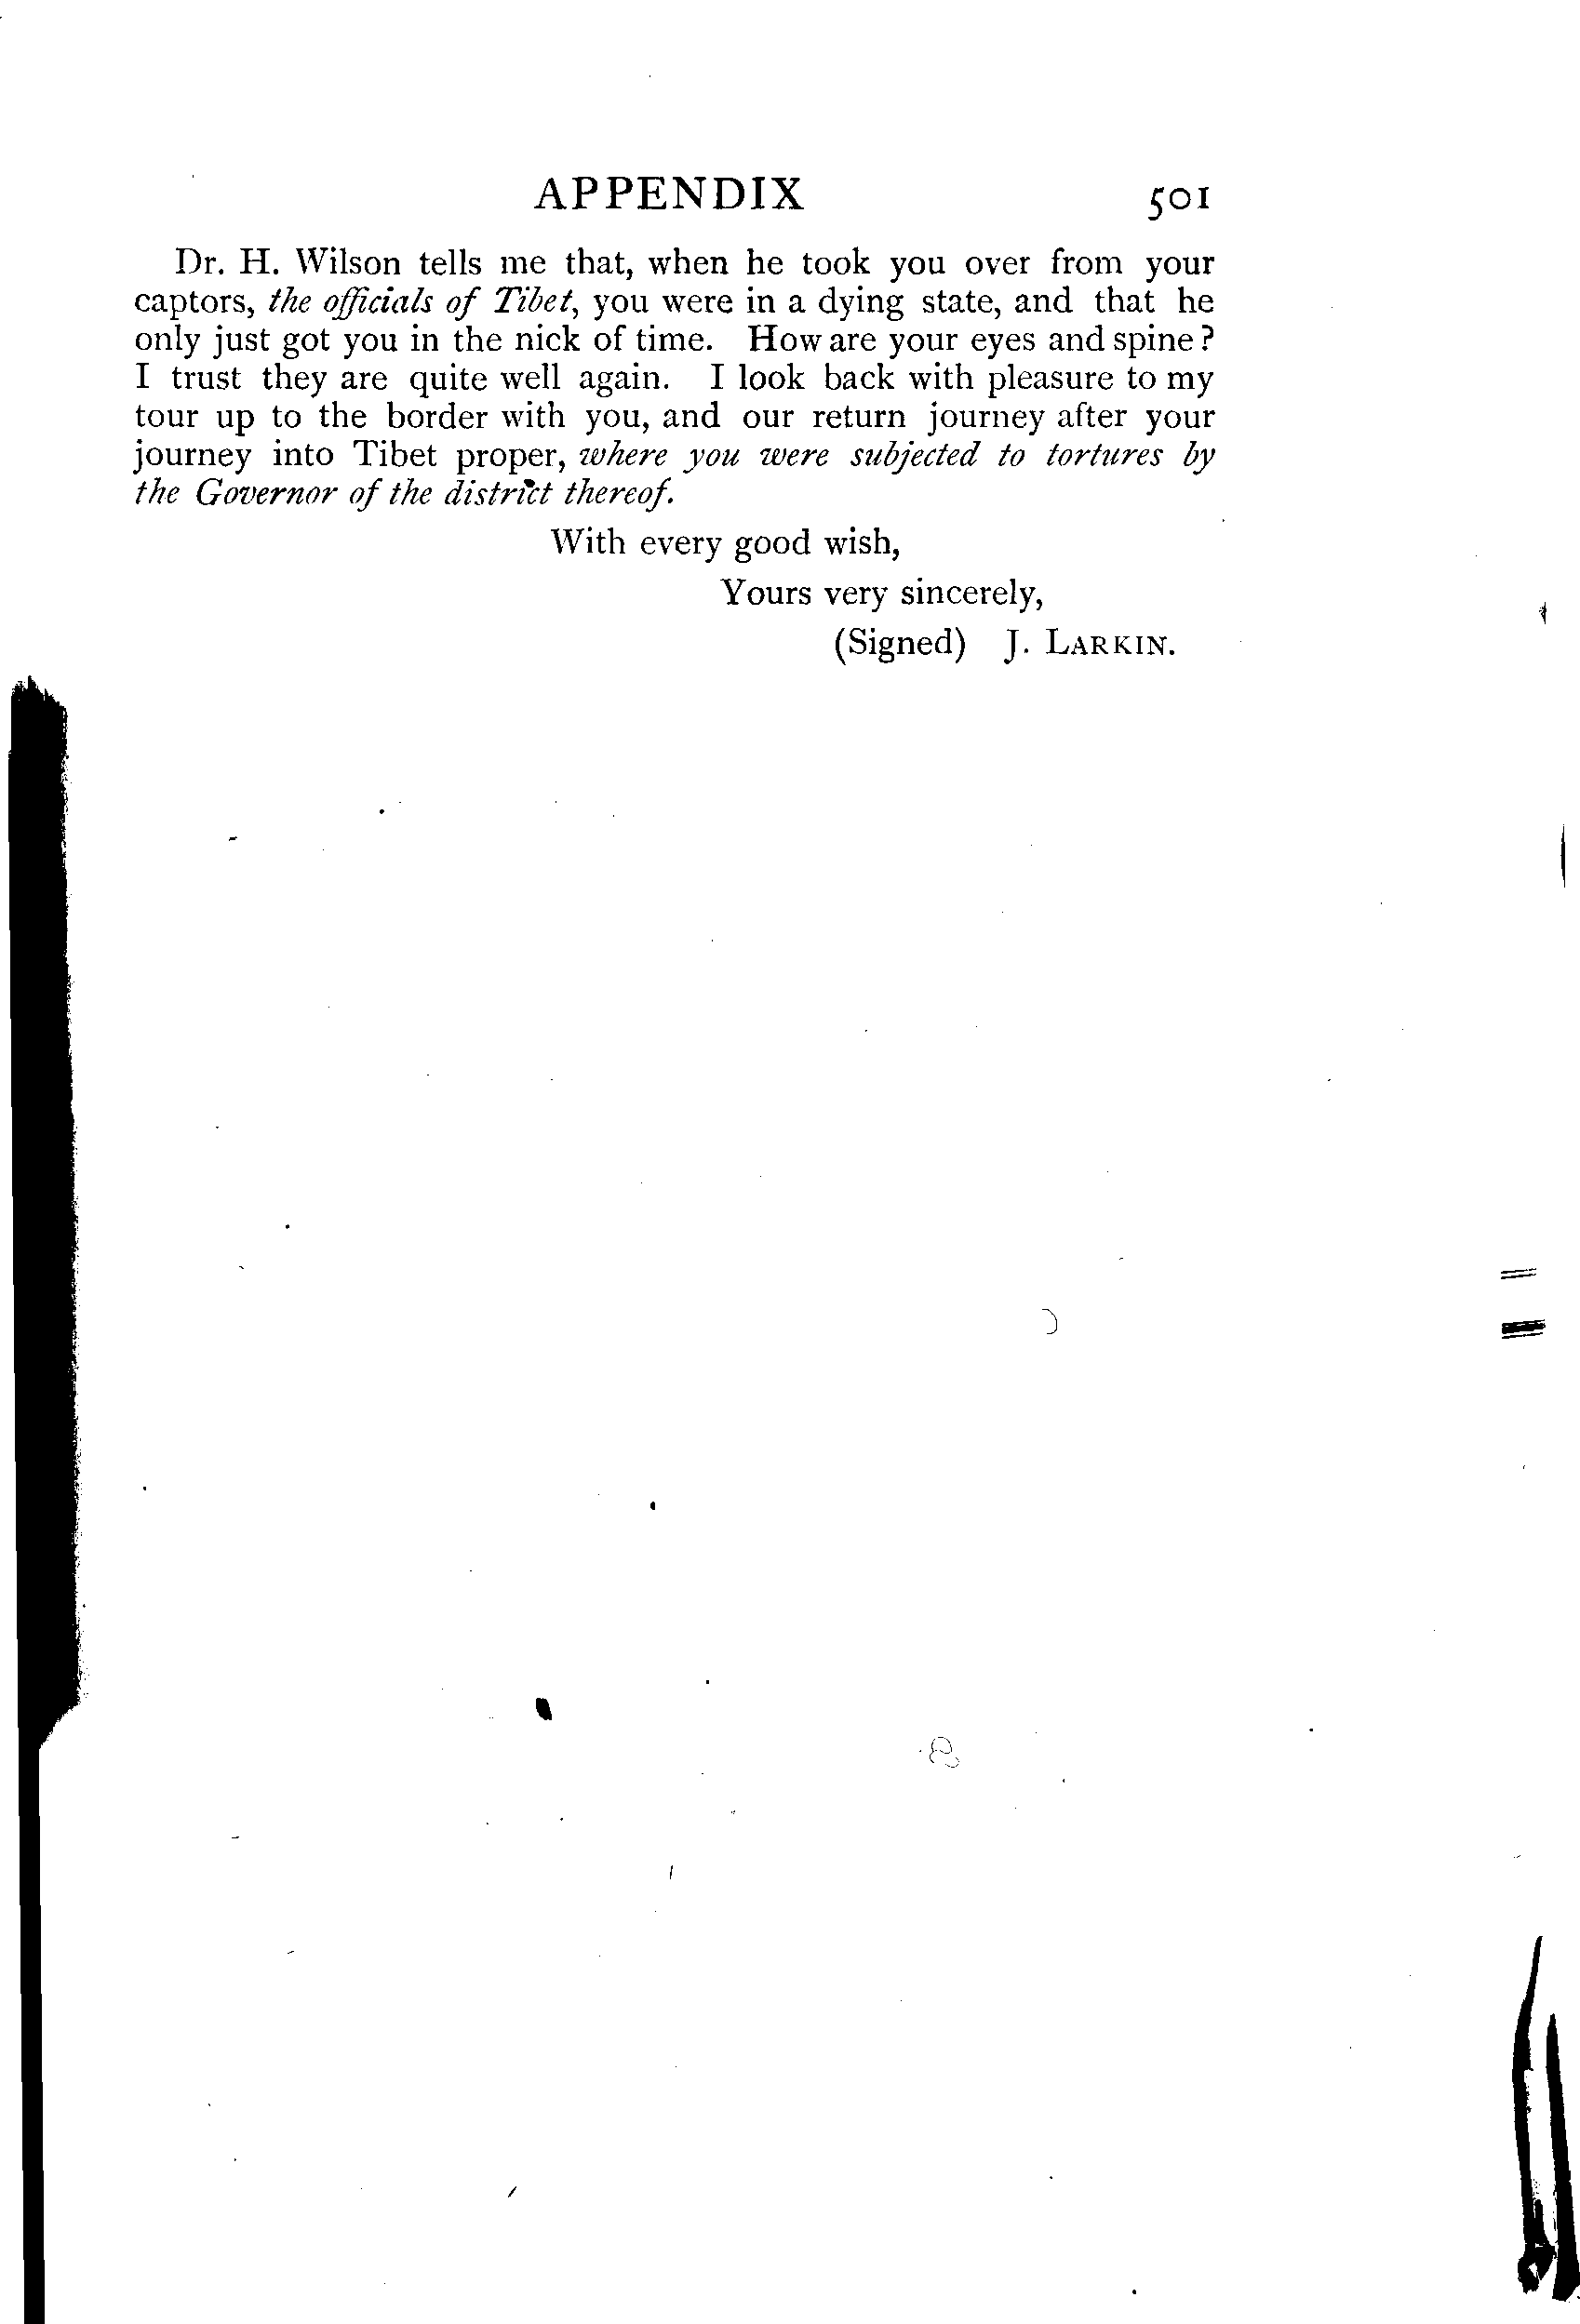 APPENDIX 501
Dr. H. Wilson tells me that, when he took you over from your
captors, the officials of Tibet, you were in a dying state, and that he
only just got you in the nick of time. How are your eyes and spine?
I trust they are quite well again. I look back with pleasure to my
tour up to the border with you, and our return journey after your
journey into Tibet proper, where you were subjected to tortures by
the Governor of the district thereof.
With every good wish,
Yours very sincerely,
(Signed) J. LARKIN.